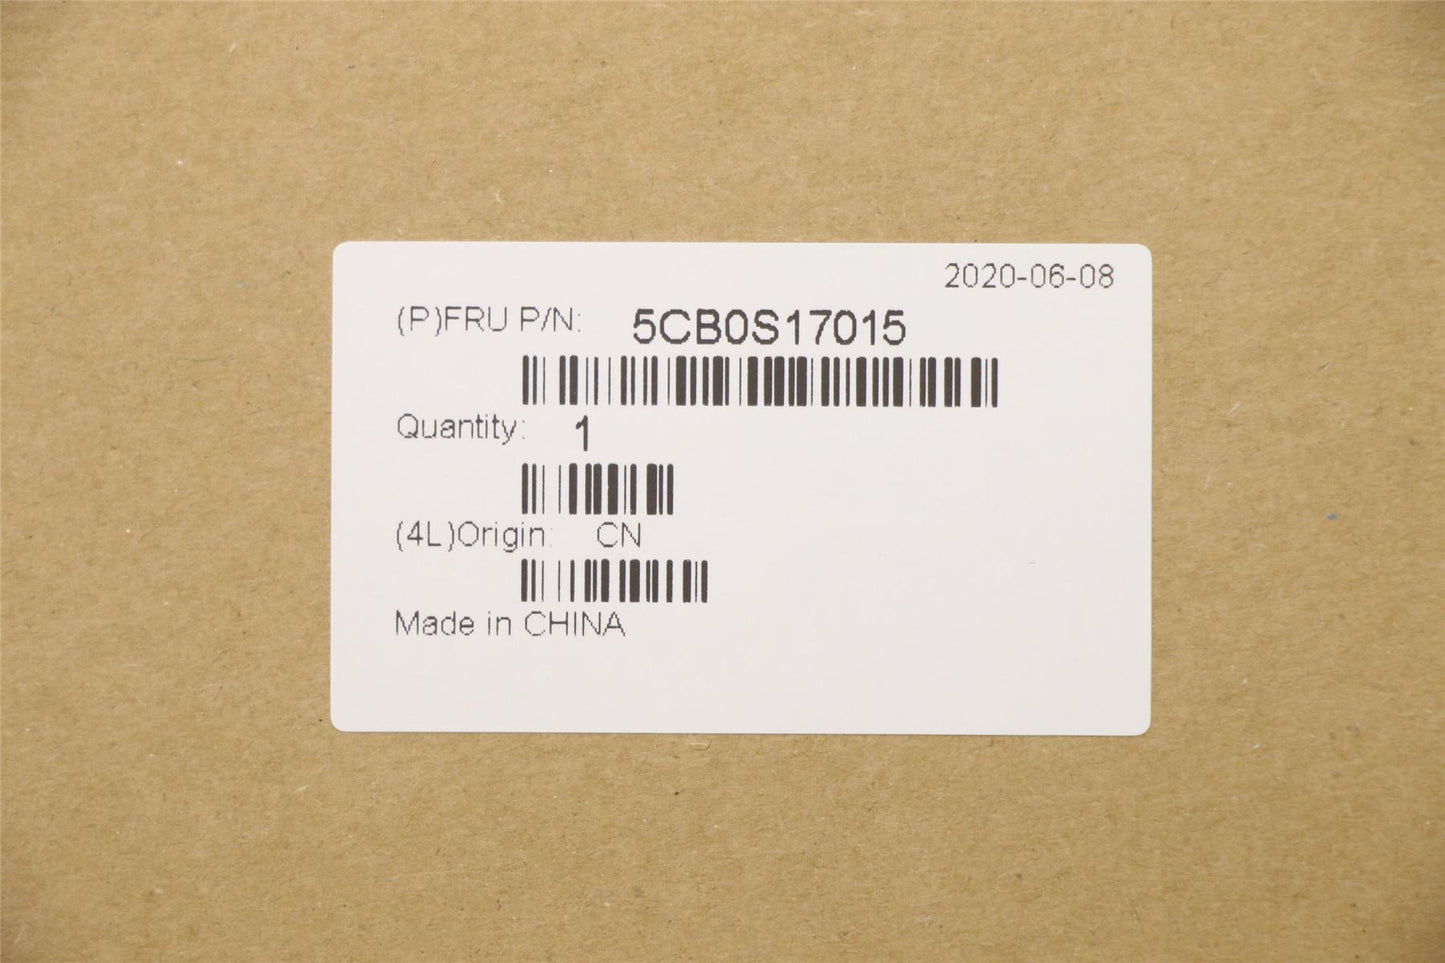 2020-06-08
(P)FRU P/N: 5CB0S17015
Quantity: 1
(4L)Origin: CN
Made in CHINA